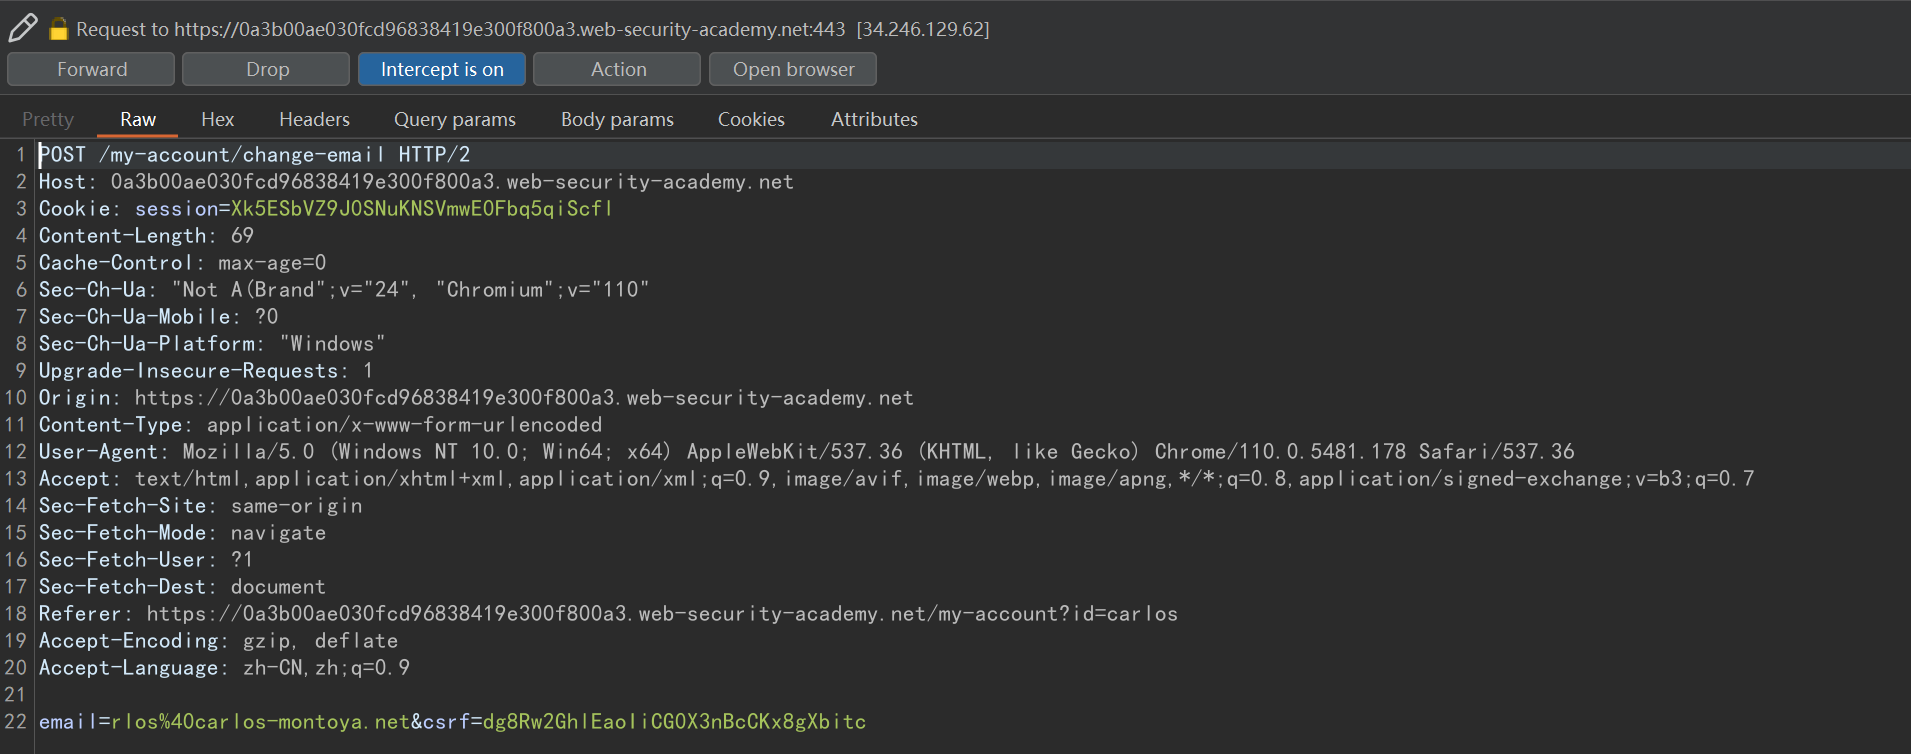 Request to https://0a3b00ae030fcd96838419e300f800a3.web-security-academy.net:443 [34.246.129.62]
Forward Drop Intercept is on Action Open browser
Pretty Raw Hex Headers Query params Body params Cookies Attributes
1 POST /my-account/change-email HTTP/2
2 Host: 0a3b00ae030fcd96838419e300f800a3.web-security-academy.net
3 Cookie: session=Xk5ESbVZ9J0SNuKNSVmwE0Fbq5qiScfl
4 Content-Length: 69
5 Cache-Control: max-age=0
6 Sec-Ch-Ua: "Not A(Brand";v="24", "Chromium";v="110"
7 Sec-Ch-Ua-Mobile: ?0
8 Sec-Ch-Ua-Platform: "Windows"
9 Upgrade-Insecure-Requests: 1
10 Origin: https://0a3b00ae030fcd96838419e300f800a3.web-security-academy.net
11 Content-Type: application/x-www-form-urlencoded
12 User-Agent: Mozilla/5.0 (Windows NT 10.0; Win64; x64) AppleWebKit/537.36 (KHTML, like Gecko) Chrome/110.0.5481.178 Safari/537.36
13 Accept: text/html,application/xhtml+xml,application/xml;q=0.9,image/avif,image/webp,image/apng,*/*;q=0.8,application/signed-exchange;v=b3;q=0.7
14 Sec-Fetch-Site: same-origin
15 Sec-Fetch-Mode: navigate
16 Sec-Fetch-User: ?1
17 Sec-Fetch-Dest: document
18 Referer: https://0a3b00ae030fcd96838419e300f800a3.web-security-academy.net/my-account?id=carlos
19 Accept-Encoding: gzip, deflate
20 Accept-Language: zh-CN,zh;q=0.9
21
22 email=rlos%40carlos-montoya.net&csrf=dg8Rw2GhlEaoIiCG0X3nBcCKx8gXbitc